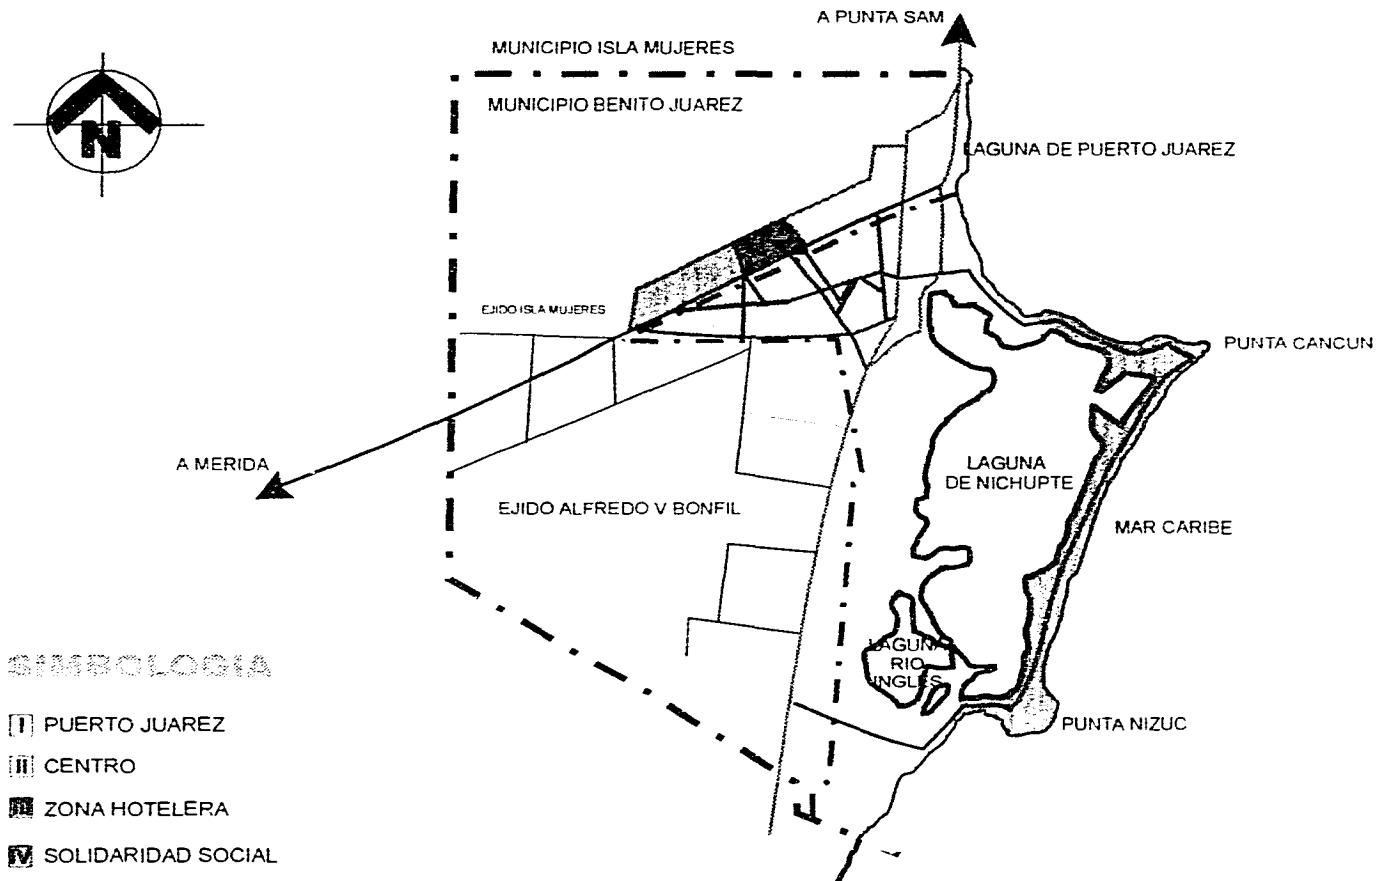 A PUNTA SAM
MUNICIPIO ISLA MUJERES
MUNICIPIO BENITO JUAREZ
N
LAGUNA DE PUERTO JUAREZ
EJIDO ISLA MUJERES
PUNTA CANCUN
A MERIDA
LAGUNA
DE NICHUPTE
EJIDO ALFREDO V BONFIL
MAR CARIBE
LAGUNA
RIO
INGLES
PUNTA NIZUC
SIMBOLOGIA
I PUERTO JUAREZ
II CENTRO
III ZONA HOTELERA
IV SOLIDARIDAD SOCIAL